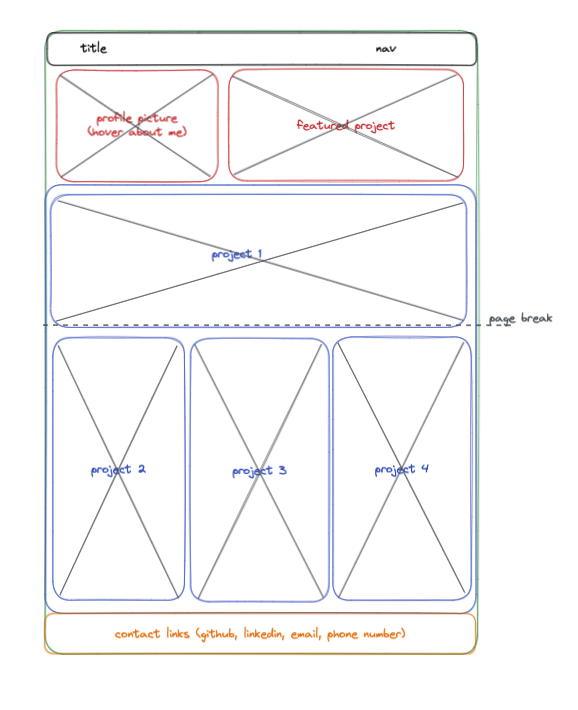 title
nav
profile picture
(hover about me)
featured project
project 1
page break
project 2
project 3
project 4
contact links (github, linkedin, email, phone number)